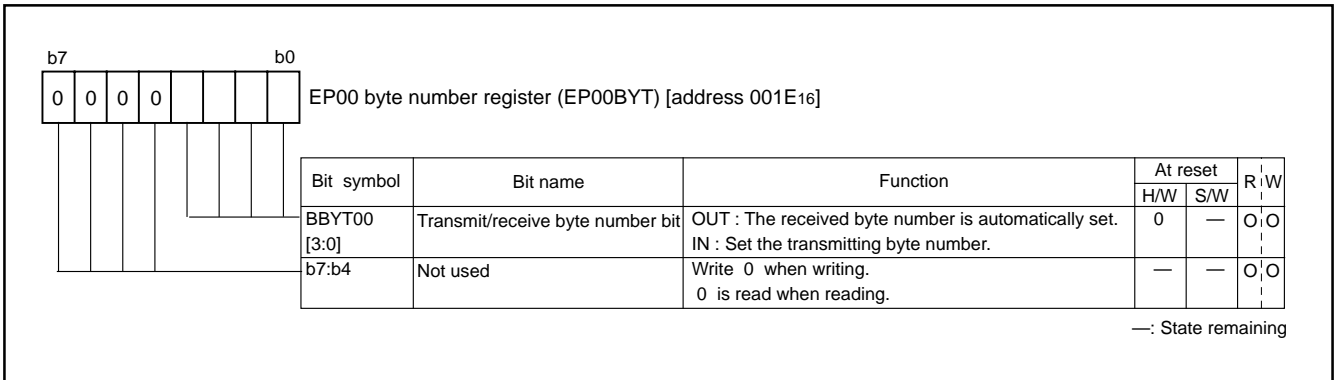 b7 b0
0 0 0 0 EP00 byte number register (EP00BYT) [address 001E16]
Bit symbol Bit name Function At reset R W
H/W S/W
BBYT00 Transmit/receive byte number bit OUT : The received byte number is automatically set. 0 — O O
[3:0] IN : Set the transmitting byte number.
b7:b4 Not used Write 0 when writing. — — O O
0 is read when reading.
—: State remaining